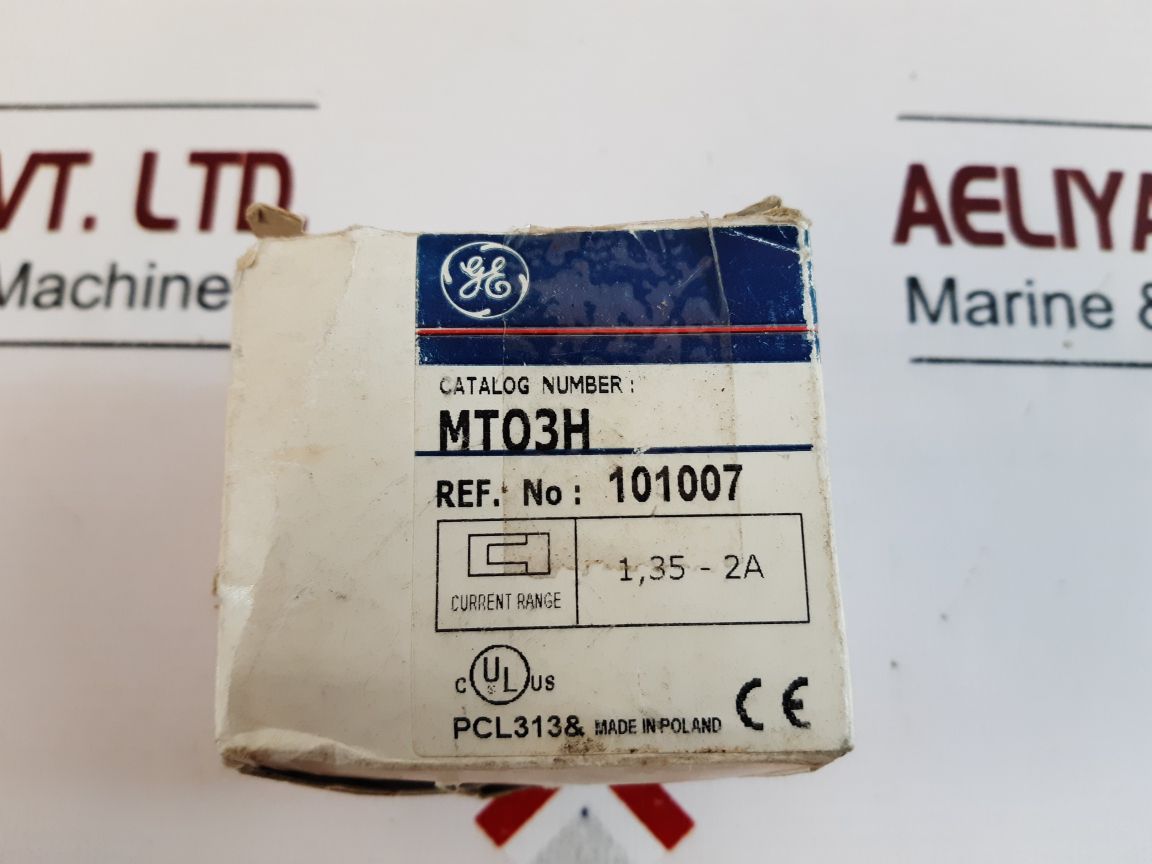 VT. LTD.
Machine
AELIYA
Marine &
GE
CATALOG NUMBER :
MT03H
REF. No : 101007
1,35 - 2A
CURRENT RANGE
C UL US
PCL313& MADE IN POLAND CE